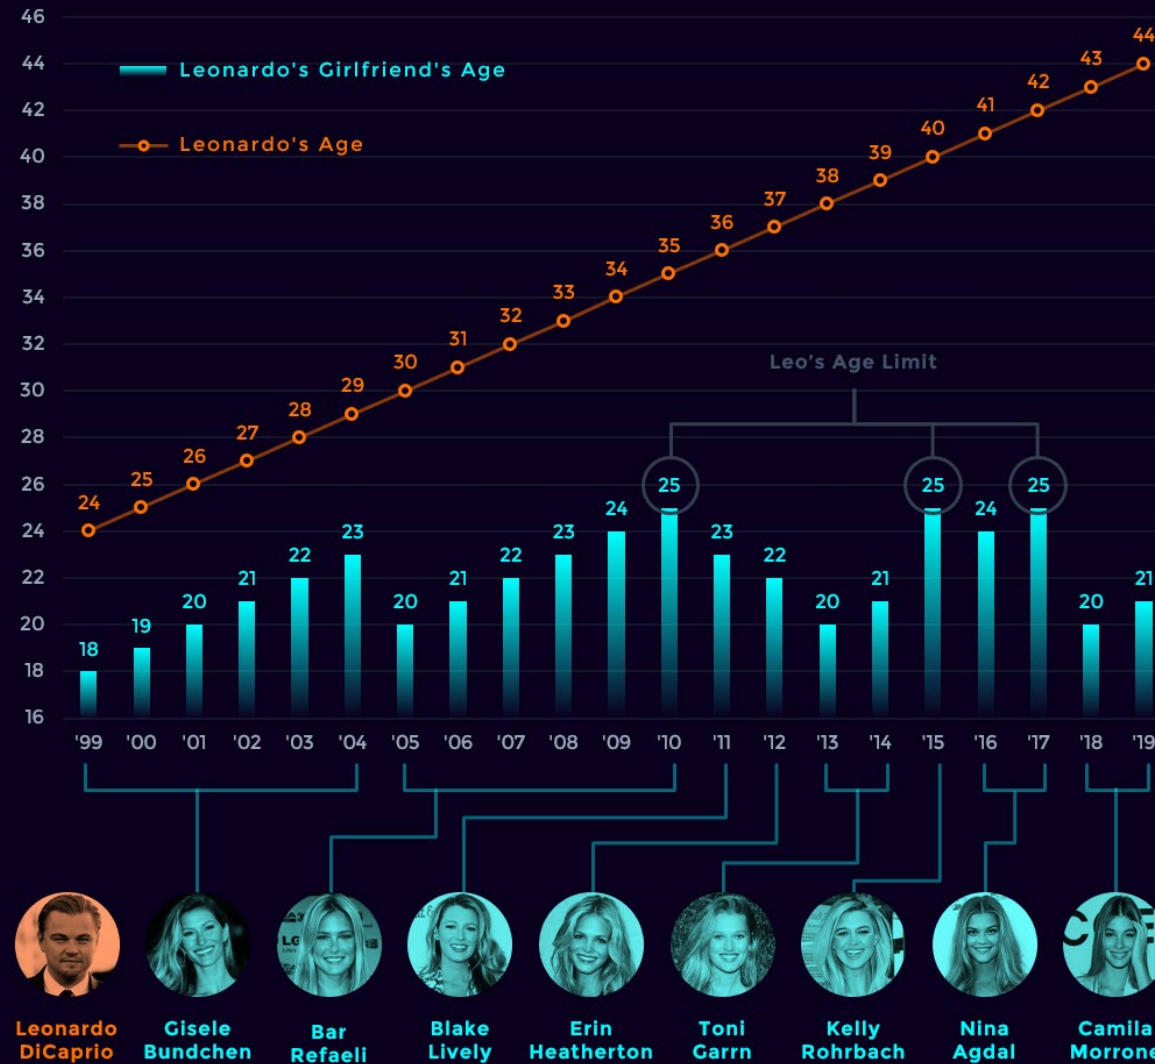 46
44
42
40
38
36
34
32
30
28
26
24
22
20
18
16
Leonardo's Girlfriend's Age
Leonardo's Age
24 25 26 27 28 29 30 31 32 33 34 35 36 37 38 39 40 41 42 43 44
Leo's Age Limit
18 19 20 21 22 23 20 21 22 23 24 25 23 22 20 21 25 24 25 20 21
'99 '00 '01 '02 '03 '04 '05 '06 '07 '08 '09 '10 '11 '12 '13 '14 '15 '16 '17 '18 '19
LG
Leonardo
DiCaprio
Gisele
Bundchen
Bar
Refaeli
Blake
Lively
Erin
Heatherton
Toni
Garrn
Kelly
Rohrbach
Nina
Agdal
Camila
Morrone